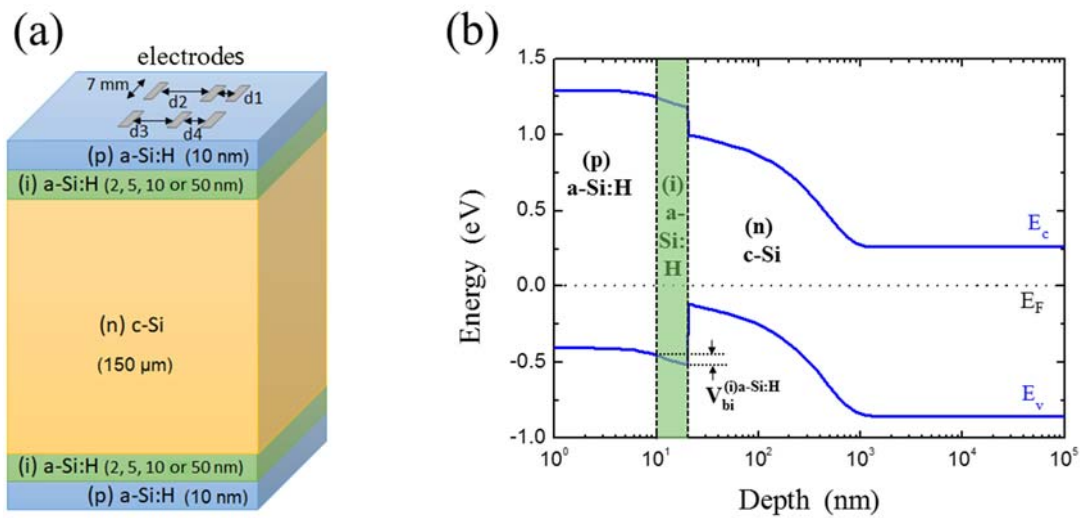 (a)
electrodes
7 mm
d2
d1
d3
d4
(p) a-Si:H (10 nm)
(i) a-Si:H (2, 5, 10 or 50 nm)
(n) c-Si
(150 µm)
(i) a-Si:H (2, 5, 10 or 50 nm)
(p) a-Si:H (10 nm)
(b)
Energy (eV)
1.5
1.0
0.5
0.0
-0.5
-1.0
(p)
a-Si:H
(i)
a-
Si:
H
(n)
c-Si
E_c
E_F
E_v
V_bi^(i)a-Si:H
10^0
10^1
10^2
10^3
10^4
10^5
Depth (nm)